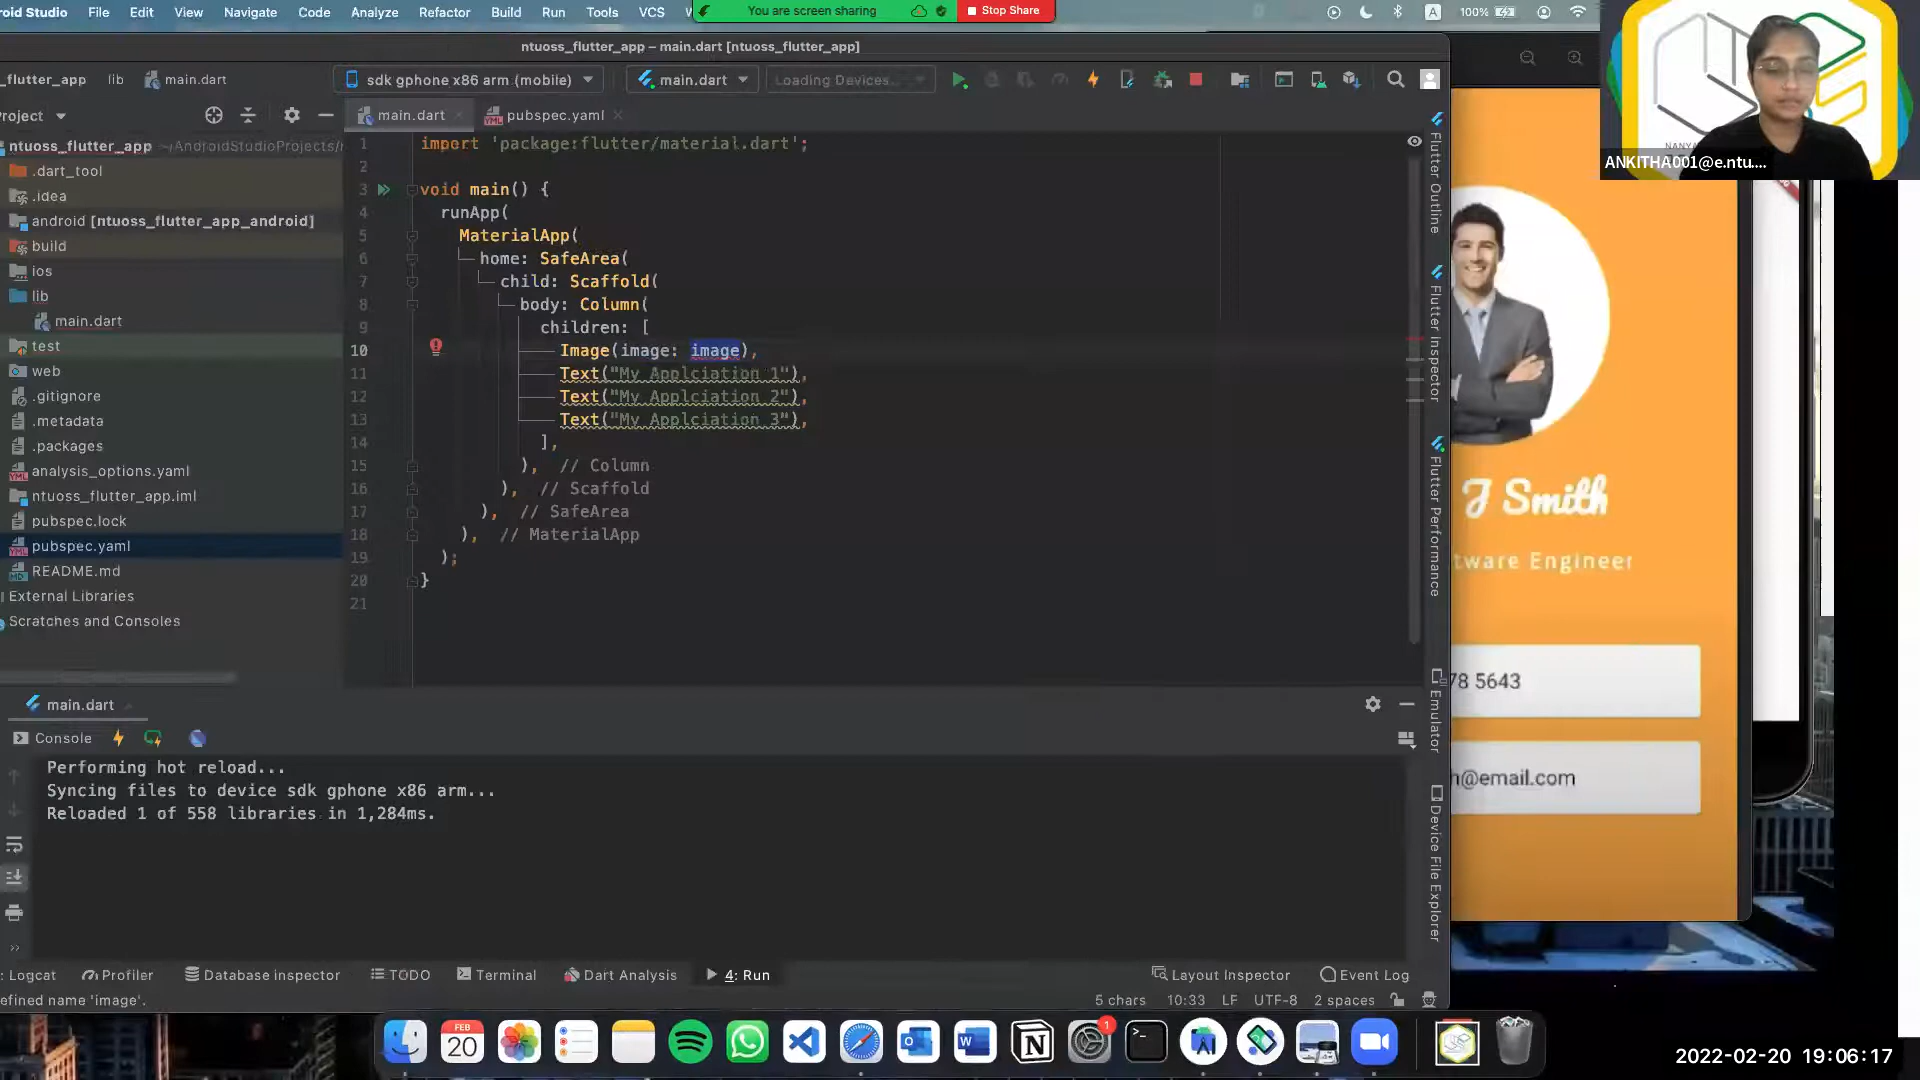 roid Studio File Edit View Navigate Code Analyze Refactor Build Run Tools VCS
You are screen sharing Stop Share
A 100%
ntuoss_flutter_app – main.dart [ntuoss_flutter_app]
_flutter_app lib main.dart
sdk gphone x86 arm (mobile) main.dart Loading Devices...
roject
main.dart pubspec.yaml
ntuoss_flutter_app ~/AndroidStudioProjects/
.dart_tool
.idea
android [ntuoss_flutter_app_android]
build
ios
lib
main.dart
test
web
.gitignore
.metadata
.packages
analysis_options.yaml
ntuoss_flutter_app.iml
pubspec.lock
pubspec.yaml
README.md
External Libraries
Scratches and Consoles
1 import 'package:flutter/material.dart';
2
3 void main() {
4 runApp(
5 MaterialApp(
6 home: SafeArea(
7 child: Scaffold(
8 body: Column(
9 children: [
10 Image(image: image),
11 Text("My Applciation 1"),
12 Text("My Applciation 2"),
13 Text("My Applciation 3"),
14 ],
15 ), // Column
16 ), // Scaffold
17 ), // SafeArea
18 ), // MaterialApp
19 );
20 }
21
Flutter Outline
Flutter Inspector
Flutter Performance
Emulator
Device File Explorer
ANKITHA001@e.ntu....
J Smith
tware Engineer
78 5643
h@email.com
main.dart
Console
Performing hot reload...
Syncing files to device sdk gphone x86 arm...
Reloaded 1 of 558 libraries in 1,284ms.
: Logcat Profiler Database Inspector TODO Terminal Dart Analysis 4: Run Layout Inspector Event Log
efined name 'image'. 5 chars 10:33 LF UTF-8 2 spaces
FEB
20
1
2022-02-20 19:06:17